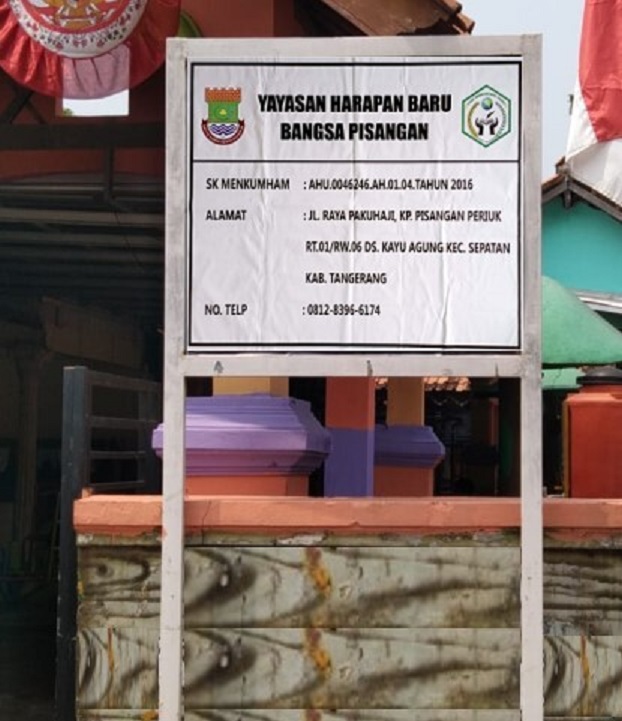 YAYASAN HARAPAN BARU
BANGSA PISANGAN
SK MENKUMHAM : AHU.0046246.AH.01.04.TAHUN 2016
ALAMAT : JL. RAYA PAKUHAJI, KP. PISANGAN PERIUK
RT.01/RW.06 DS. KAYU AGUNG KEC. SEPATAN
KAB. TANGERANG
NO. TELP : 0812-8396-6174